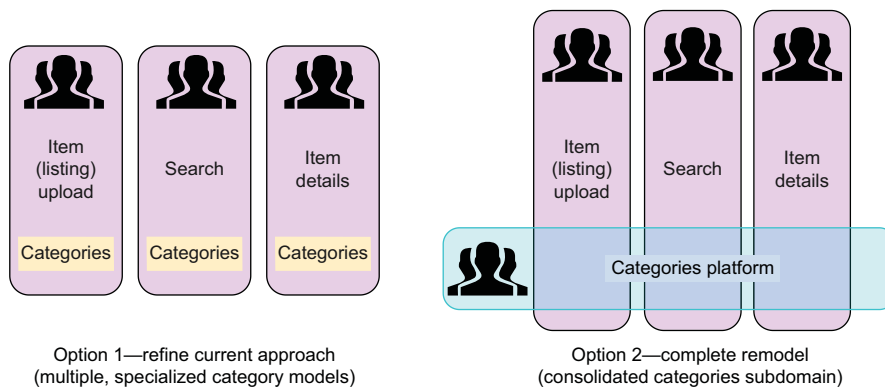 Item
(listing)
upload
Search
Item
details
Categories
Categories
Categories
Option 1—refine current approach
(multiple, specialized category models)
Item
(listing)
upload
Search
Item
details
Categories platform
Option 2—complete remodel
(consolidated categories subdomain)